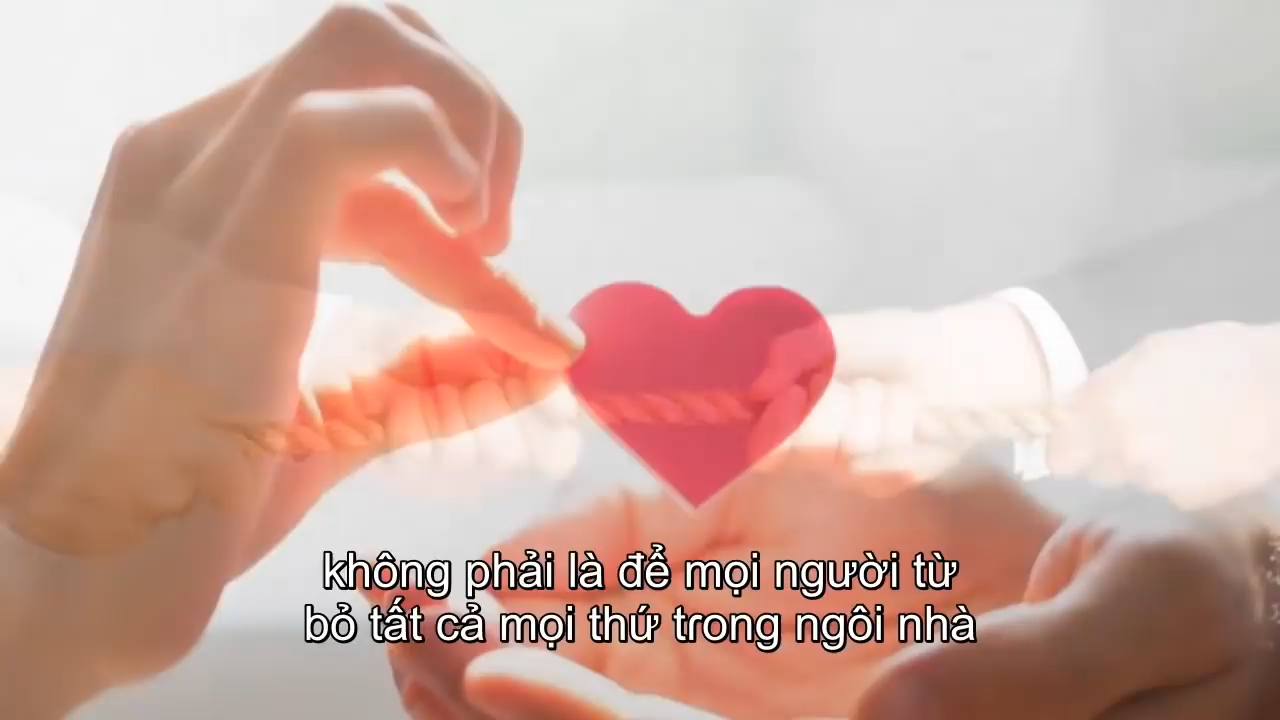 không phải là để mọi người từ
bỏ tất cả mọi thứ trong ngôi nhà